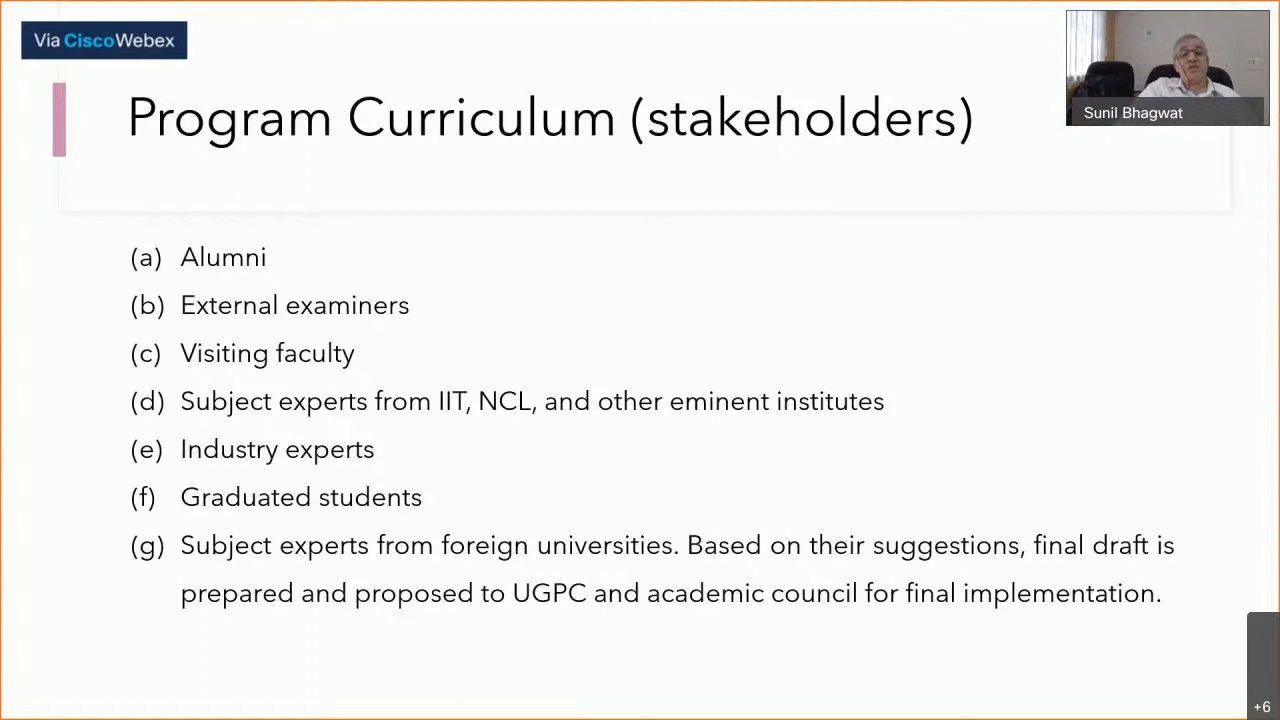 Via CiscoWebex
Sunil Bhagwat
Program Curriculum (stakeholders)
(a) Alumni
(b) External examiners
(c) Visiting faculty
(d) Subject experts from IIT, NCL, and other eminent institutes
(e) Industry experts
(f) Graduated students
(g) Subject experts from foreign universities. Based on their suggestions, final draft is
prepared and proposed to UGPC and academic council for final implementation.
+6